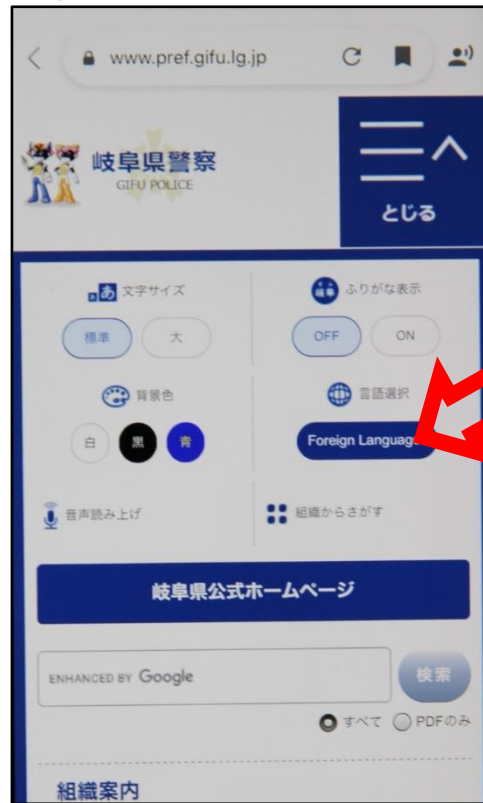 www.pref.gifu.lg.jp
岐阜県警察
GIFU POLICE
とじる
あ 文字サイズ
岐阜 ふりがな表示
標準 大
OFF ON
背景色
言語選択
白 黒 青
Foreign Language
音声読み上げ
組織からさがす
岐阜県公式ホームページ
ENHANCED BY Google
検索
すべて PDFのみ
組織案内